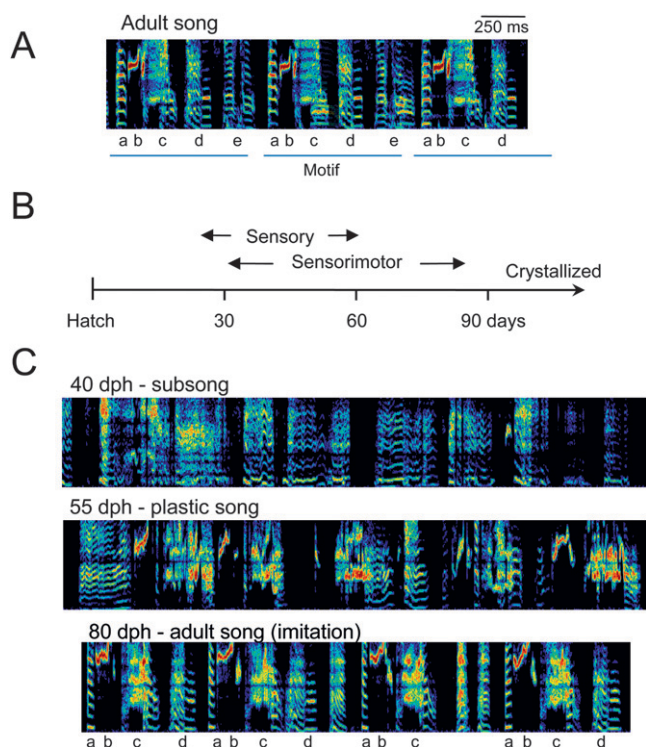 A
Adult song
250 ms
a b c d e a b c d e a b c d
Motif
B
Sensory
Sensorimotor
Crystallized
Hatch 30 60 90 days
C
40 dph - subsong
55 dph - plastic song
80 dph - adult song (imitation)
a b c d a b c d a b c a b c d